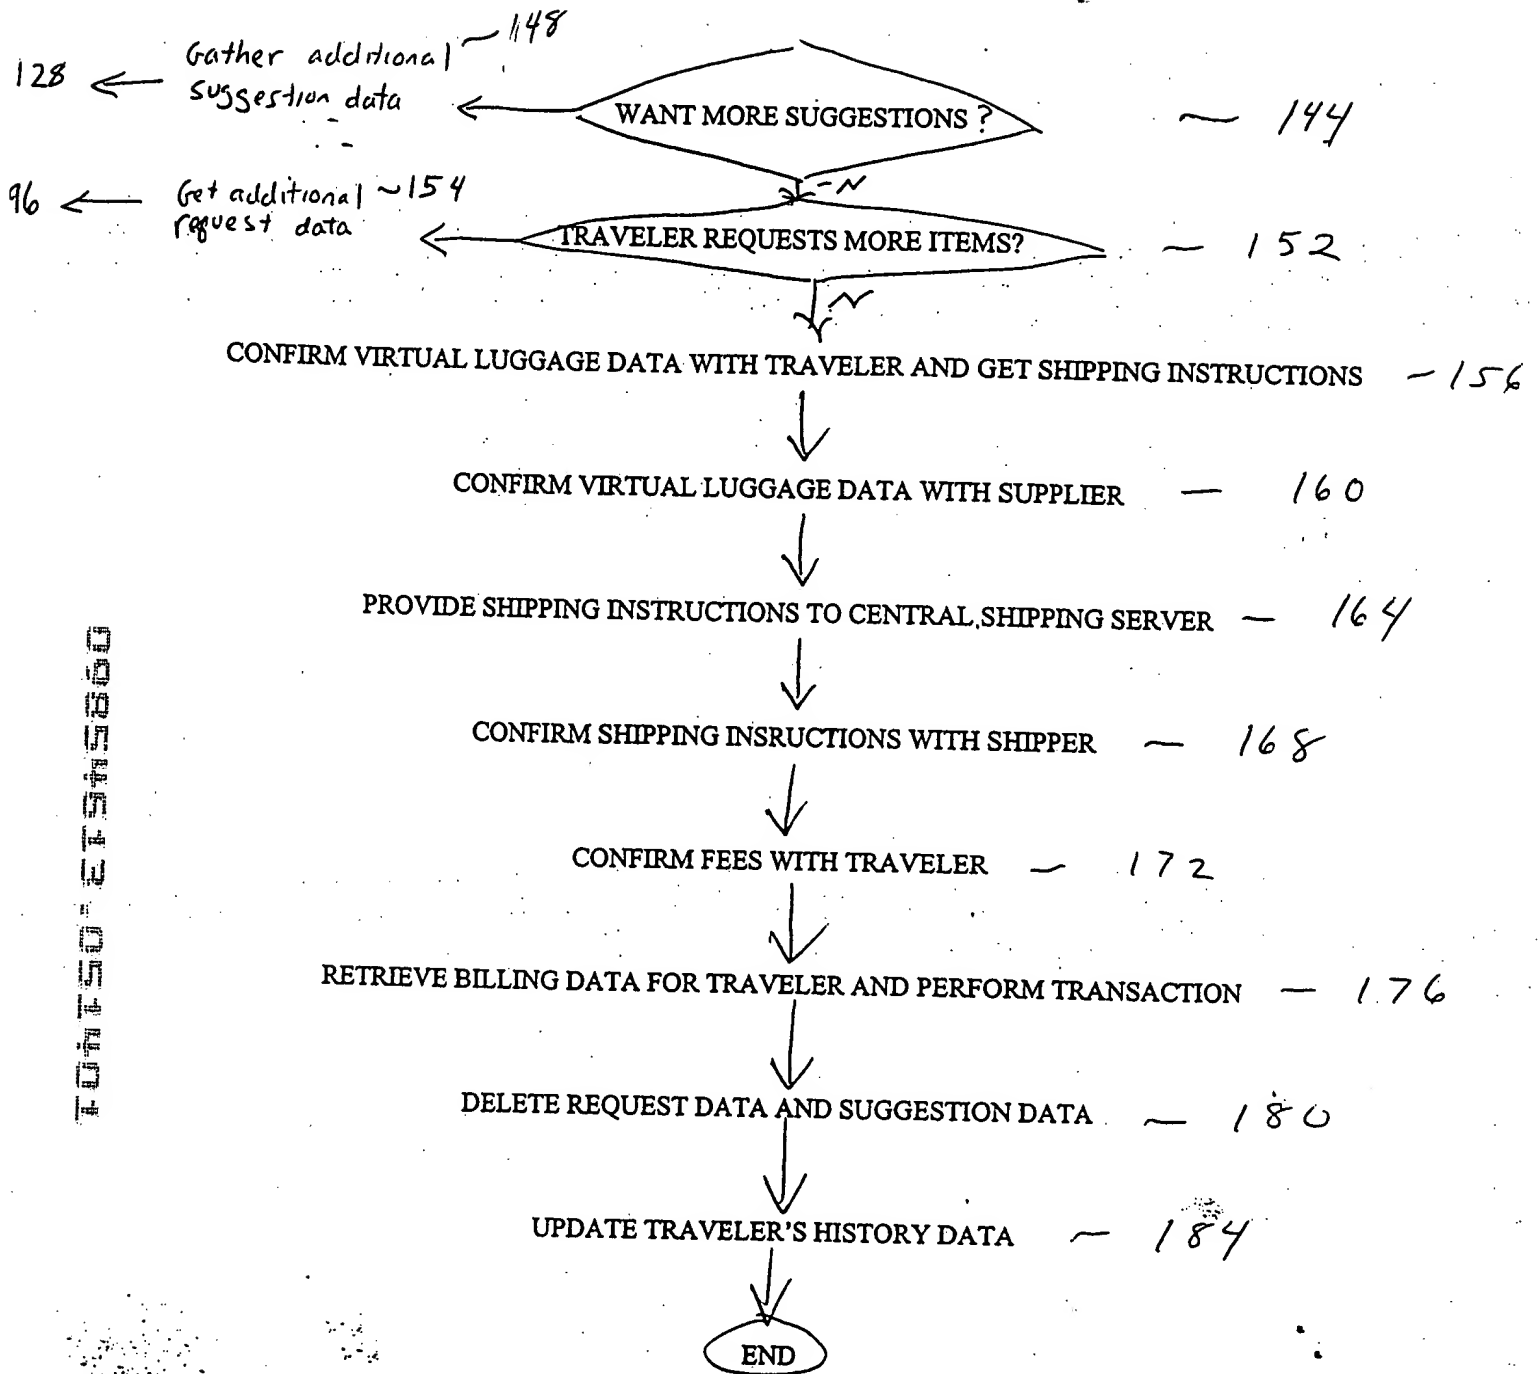 Gather additional ~ 148
128 ← suggestion data
WANT MORE SUGGESTIONS ? ~ 144
-N
96 ← Get additional ~154
request data
TRAVELER REQUESTS MORE ITEMS? ~ 152
N
CONFIRM VIRTUAL LUGGAGE DATA WITH TRAVELER AND GET SHIPPING INSTRUCTIONS ~ 156
CONFIRM VIRTUAL LUGGAGE DATA WITH SUPPLIER — 160
PROVIDE SHIPPING INSTRUCTIONS TO CENTRAL SHIPPING SERVER — 164
CONFIRM SHIPPING INSRUCTIONS WITH SHIPPER — 168
CONFIRM FEES WITH TRAVELER — 172
RETRIEVE BILLING DATA FOR TRAVELER AND PERFORM TRANSACTION — 176
DELETE REQUEST DATA AND SUGGESTION DATA — 180
UPDATE TRAVELER'S HISTORY DATA ~ 184
END